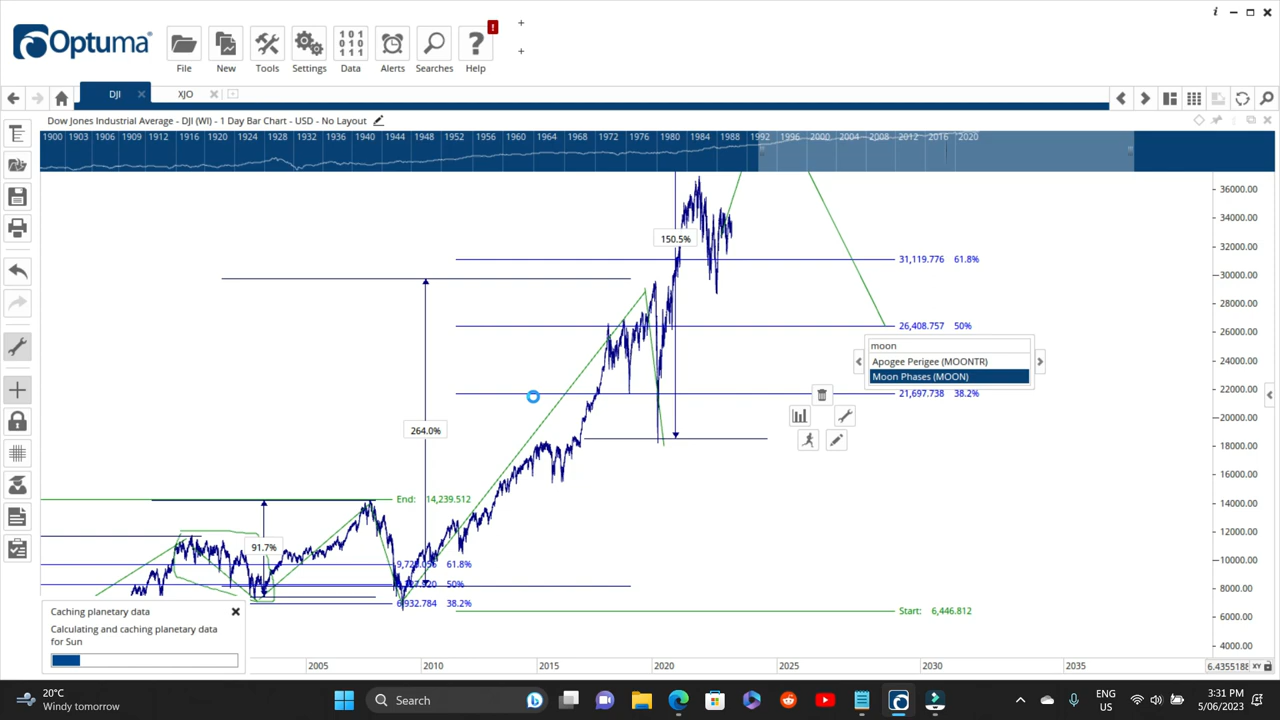 Optuma
File
New
Tools
Settings
Data
Alerts
Searches
Help
DJI
XJO
Dow Jones Industrial Average - DJI (WI) - 1 Day Bar Chart - USD - No Layout
1900 1903 1906 1909 1912 1916 1920 1924 1928 1932 1936 1940 1944 1948 1952 1956 1960 1964 1968 1972 1976 1980 1984 1988 1992 1996 2000 2004 2008 2012 2016 2020
36000.00
34000.00
32000.00
30000.00
28000.00
26000.00
24000.00
22000.00
20000.00
18000.00
16000.00
14000.00
12000.00
10000.00
8000.00
6000.00
4000.00
150.5%
31,119.776 61.8%
26,408.757 50%
moon
Apogee Perigee (MOONTR)
Moon Phases (MOON)
21,697.738 38.2%
264.0%
End: 14,239.512
91.7%
61.8%
50%
6,932.784 38.2%
Start: 6,446.812
Caching planetary data
Calculating and caching planetary data
for Sun
2005 2010 2015 2020 2025 2030 2035
6.4355188 XY
20°C
Windy tomorrow
Search
ENG
US
3:31 PM
5/06/2023